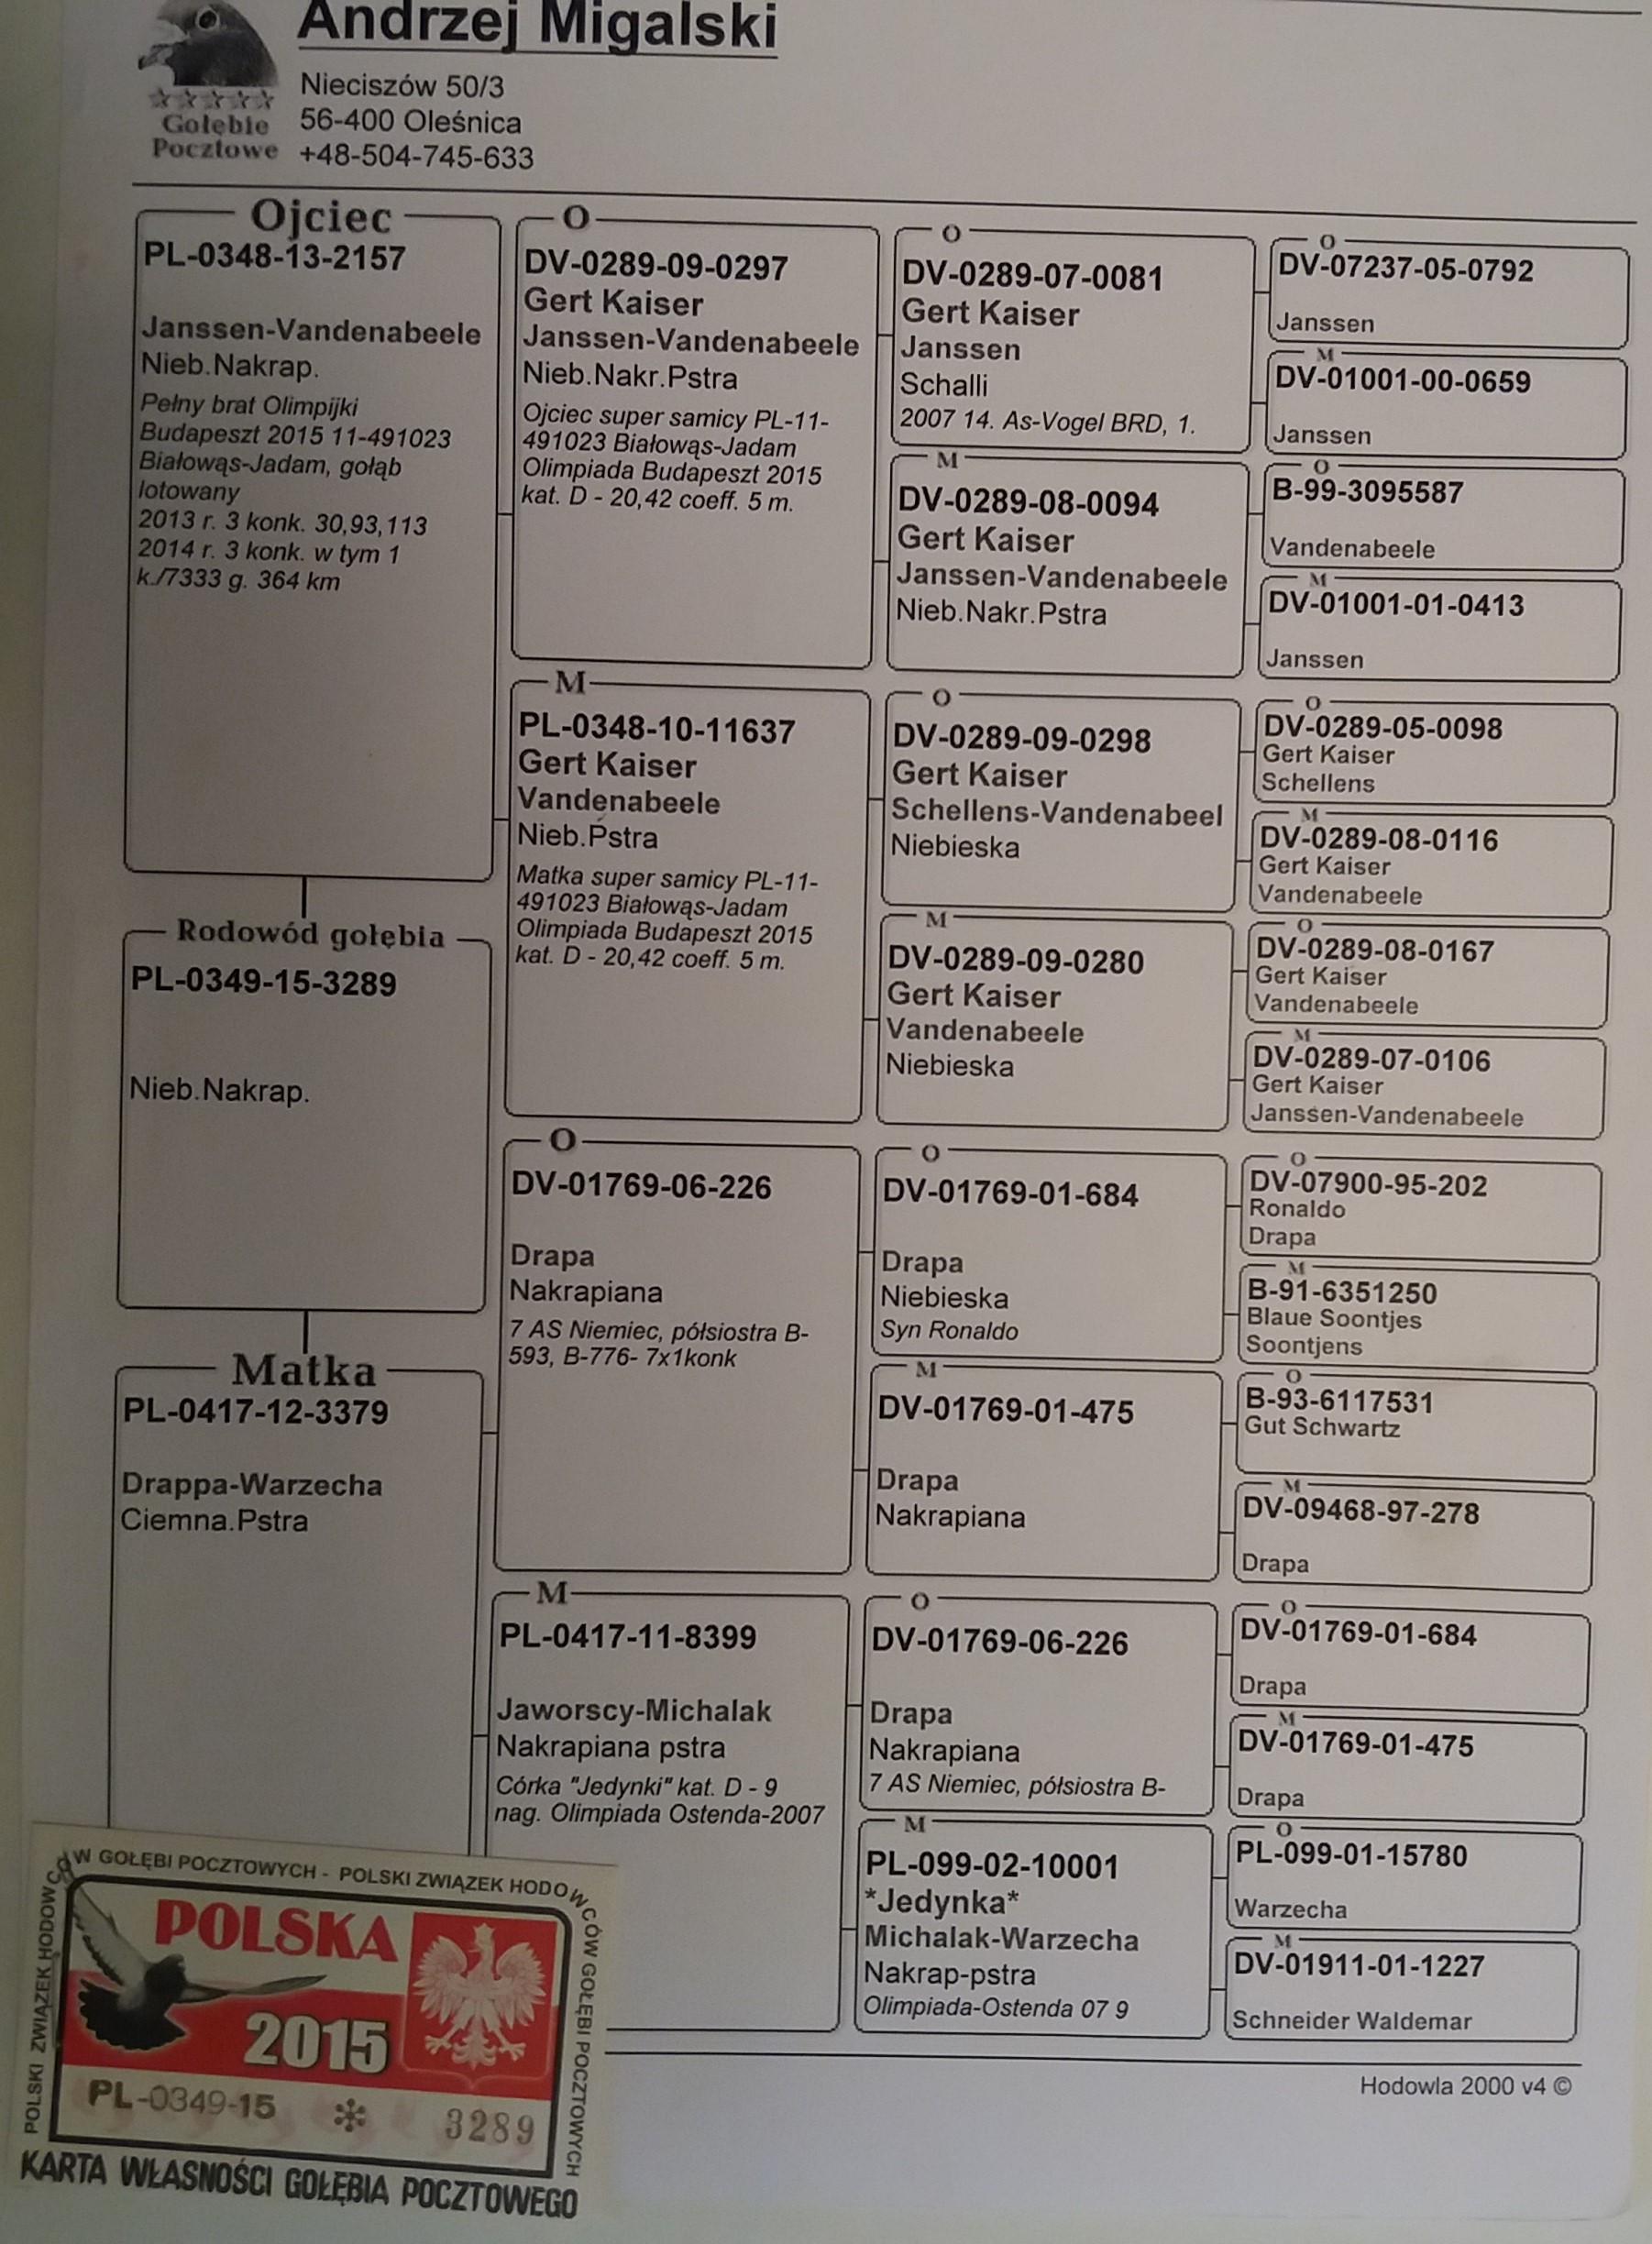 Andrzej Migalski
Nieciszów 50/3
56-400 Oleśnica
+48-504-745-633
Gołębie
Pocztowe
Ojciec
PL-0348-13-2157
Janssen-Vandenabeele
Nieb.Nakrap.
Pełny brat Olimpijki
Budapeszt 2015 11-491023
Białowąs-Jadam, gołąb
lotowany
2013 r. 3 konk. 30,93,113
2014 r. 3 konk. w tym 1
k./7333 g. 364 km
Rodowód gołębia
PL-0349-15-3289
Nieb.Nakrap.
Matka
PL-0417-12-3379
Drappa-Warzecha
Ciemna.Pstra
O
DV-0289-09-0297
Gert Kaiser
Janssen-Vandenabeele
Nieb.Nakr.Pstra
Ojciec super samicy PL-11-
491023 Białowąs-Jadam
Olimpiada Budapeszt 2015
kat. D - 20,42 coeff. 5 m.
M
PL-0348-10-11637
Gert Kaiser
Vandenabeele
Nieb.Pstra
Matka super samicy PL-11-
491023 Białowąs-Jadam
Olimpiada Budapeszt 2015
kat. D - 20,42 coeff. 5 m.
O
DV-01769-06-226
Drapa
Nakrapiana
7 AS Niemiec, półsiostra B-
593, B-776- 7x1konk
M
PL-0417-11-8399
Jaworscy-Michalak
Nakrapiana pstra
Córka "Jedynki" kat. D - 9
nag. Olimpiada Ostenda-2007
O
DV-0289-07-0081
Gert Kaiser
Janssen
Schalli
2007 14. As-Vogel BRD, 1.
M
DV-0289-08-0094
Gert Kaiser
Janssen-Vandenabeele
Nieb.Nakr.Pstra
O
DV-0289-09-0298
Gert Kaiser
Schellens-Vandenabeel
Niebieska
M
DV-0289-09-0280
Gert Kaiser
Vandenabeele
Niebieska
O
DV-01769-01-684
Drapa
Niebieska
Syn Ronaldo
M
DV-01769-01-475
Drapa
Nakrapiana
O
DV-01769-06-226
Drapa
Nakrapiana
7 AS Niemiec, półsiostra B-
M
PL-099-02-10001
*Jedynka*
Michalak-Warzecha
Nakrap-pstra
Olimpiada-Ostenda 07 9
O
DV-07237-05-0792
Janssen
M
DV-01001-00-0659
Janssen
O
B-99-3095587
Vandenabeele
M
DV-01001-01-0413
Janssen
O
DV-0289-05-0098
Gert Kaiser
Schellens
M
DV-0289-08-0116
Gert Kaiser
Vandenabeele
O
DV-0289-08-0167
Gert Kaiser
Vandenabeele
M
DV-0289-07-0106
Gert Kaiser
Janssen-Vandenabeele
O
DV-07900-95-202
Ronaldo
Drapa
M
B-91-6351250
Blaue Soontjes
Soontjens
O
B-93-6117531
Gut Schwartz
M
DV-09468-97-278
Drapa
O
DV-01769-01-684
Drapa
M
DV-01769-01-475
Drapa
O
PL-099-01-15780
Warzecha
M
DV-01911-01-1227
Schneider Waldemar
Hodowla 2000 v4 ©
POLSKI ZWIĄZEK HODOWCÓW GOŁĘBI POCZTOWYCH - POLSKI ZWIĄZEK HODOWCÓW GOŁĘBI POCZTOWYCH
POLSKA
2015
PL-0349-15 * 3289
KARTA WŁASNOŚCI GOŁĘBIA POCZTOWEGO